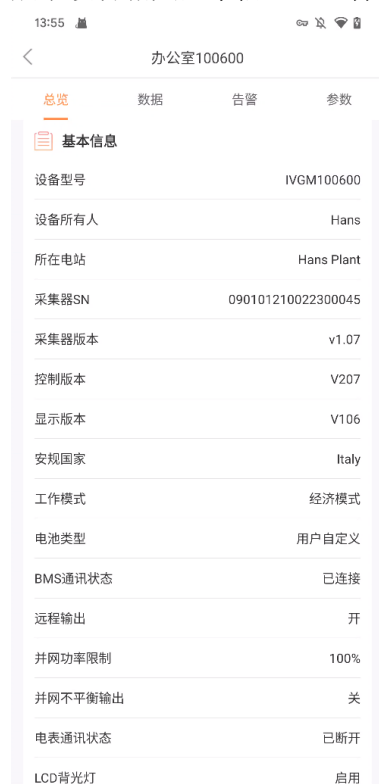 13:55
办公室100600
总览 数据 告警 参数
基本信息
设备型号 IVGM100600
设备所有人 Hans
所在电站 Hans Plant
采集器SN 090101210022300045
采集器版本 v1.07
控制版本 V207
显示版本 V106
安规国家 Italy
工作模式 经济模式
电池类型 用户自定义
BMS通讯状态 已连接
远程输出 开
并网功率限制 100%
并网不平衡输出 关
电表通讯状态 已断开
LCD背光灯 启用